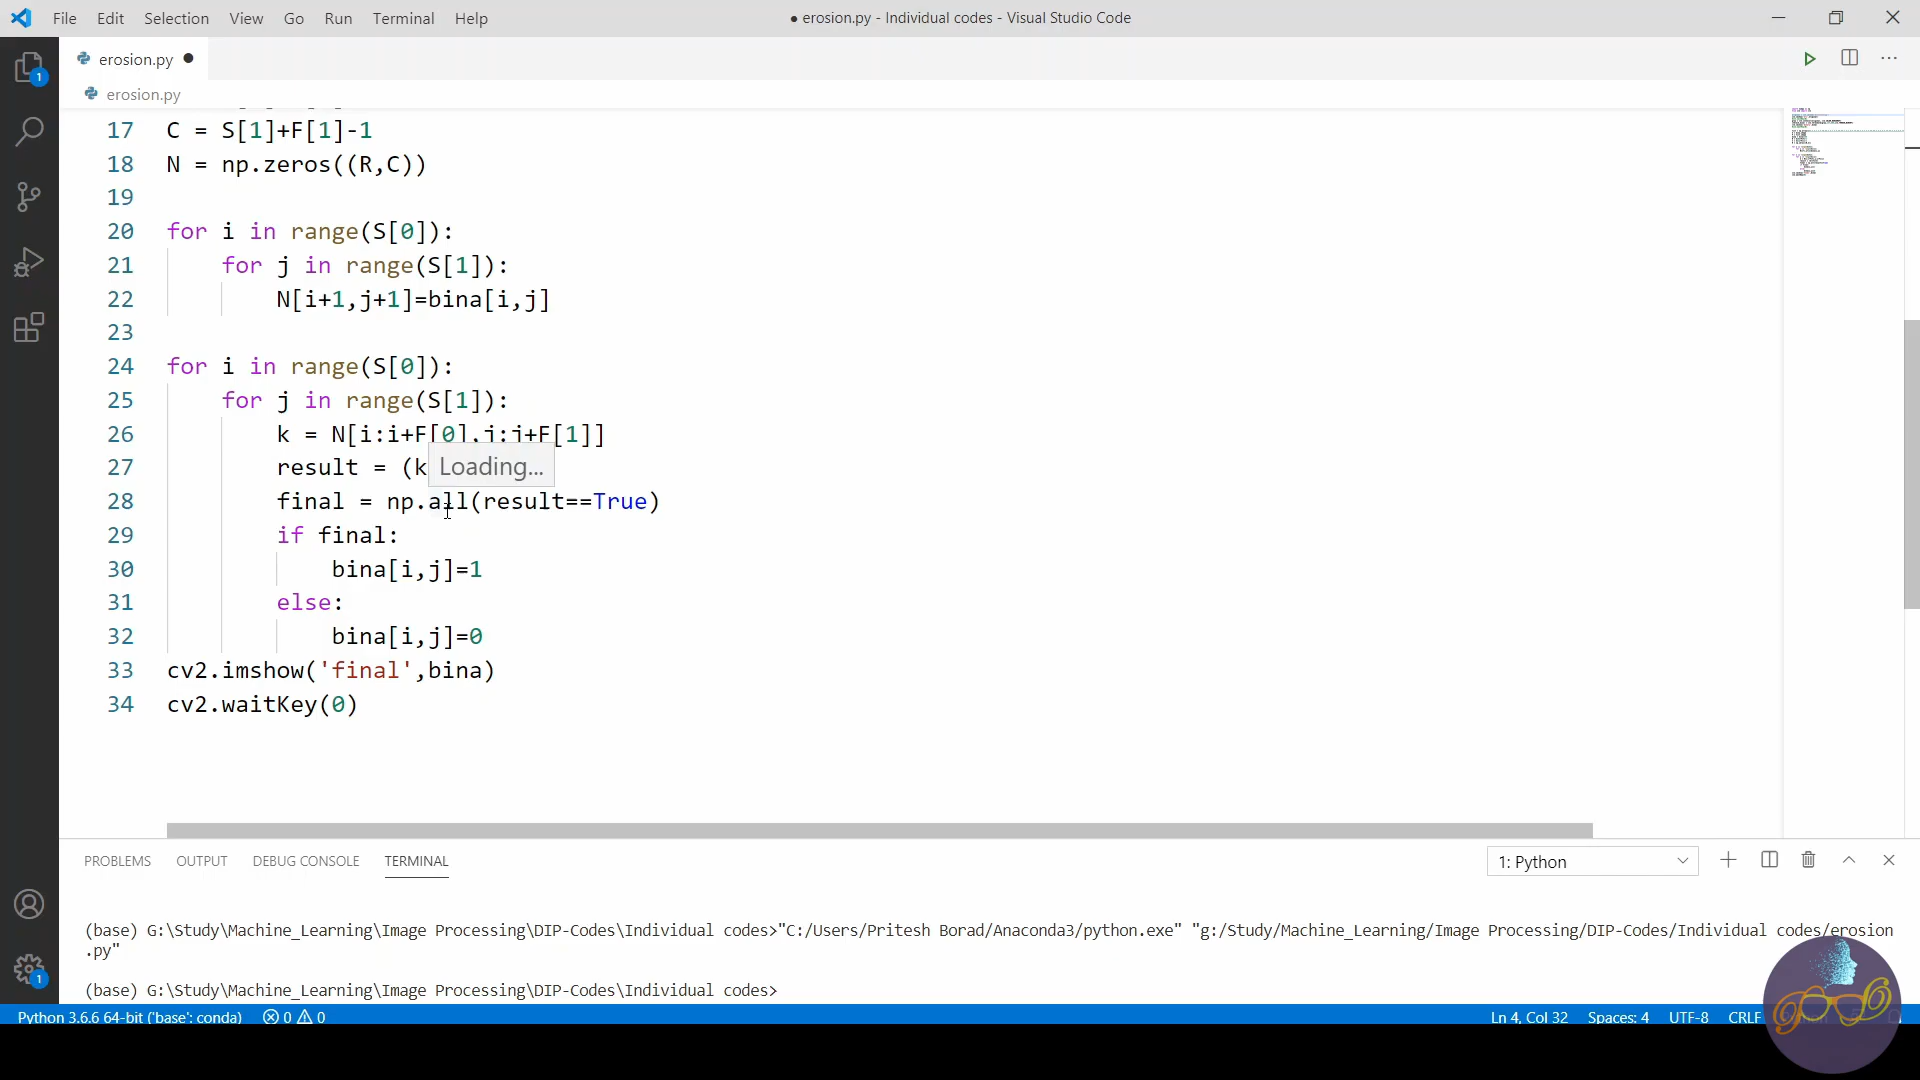 File Edit Selection View Go Run Terminal Help
● erosion.py - Individual codes - Visual Studio Code
erosion.py
erosion.py
17 C = S[1]+F[1]-1
18 N = np.zeros((R,C))
19
20 for i in range(S[0]):
21 for j in range(S[1]):
22 N[i+1,j+1]=bina[i,j]
23
24 for i in range(S[0]):
25 for j in range(S[1]):
26 k = N[i:i+F[0],j:j+F[1]]
27 result = (k
Loading...
28 final = np.all(result==True)
29 if final:
30 bina[i,j]=1
31 else:
32 bina[i,j]=0
33 cv2.imshow('final',bina)
34 cv2.waitKey(0)
PROBLEMS OUTPUT DEBUG CONSOLE TERMINAL
1: Python
(base) G:\Study\Machine_Learning\Image Processing\DIP-Codes\Individual codes>"C:/Users/Pritesh Borad/Anaconda3/python.exe" "g:/Study/Machine_Learning/Image Processing/DIP-Codes/Individual codes/erosion
.py"
(base) G:\Study\Machine_Learning\Image Processing\DIP-Codes\Individual codes>
Python 3.6.6 64-bit ('base': conda) 0 0 Ln 4, Col 32 Spaces: 4 UTF-8 CRLF
1
1